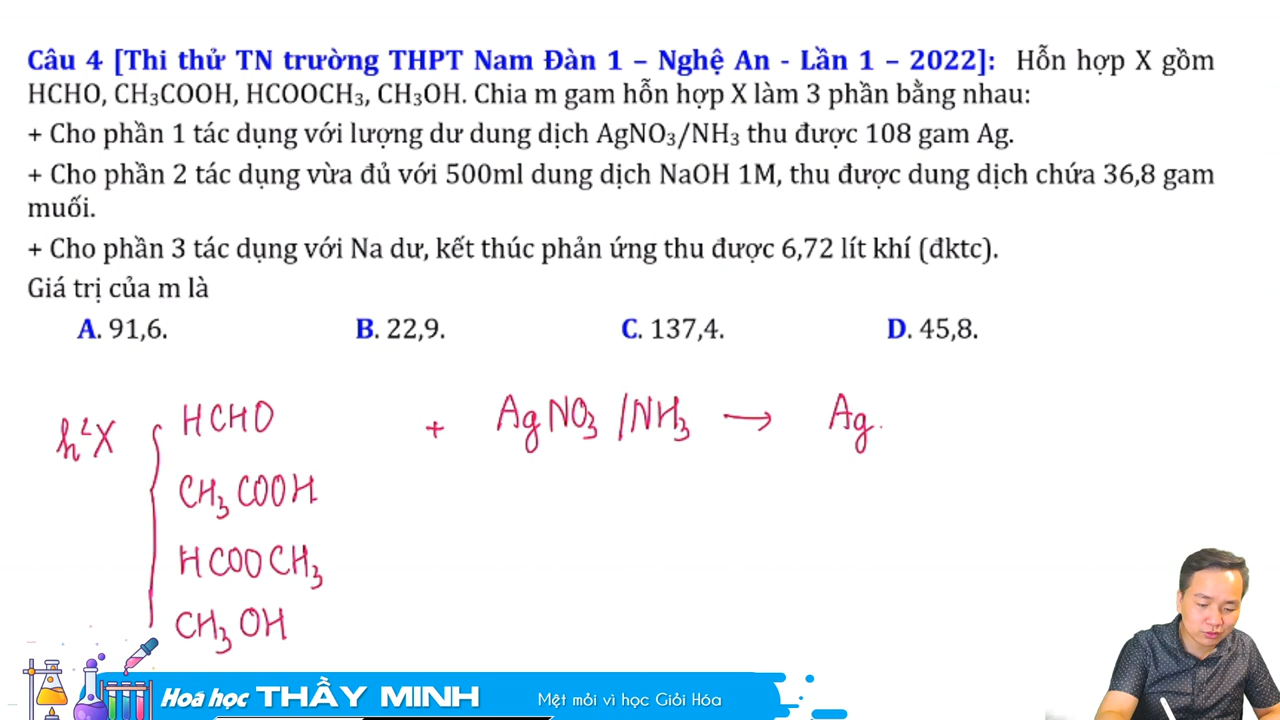 Câu 4 [Thi thử TN trường THPT Nam Đàn 1 – Nghệ An - Lần 1 – 2022]: Hỗn hợp X gồm
HCHO, CH₃COOH, HCOOCH₃, CH₃OH. Chia m gam hỗn hợp X làm 3 phần bằng nhau:
+ Cho phần 1 tác dụng với lượng dư dung dịch AgNO₃/NH₃ thu được 108 gam Ag.
+ Cho phần 2 tác dụng vừa đủ với 500ml dung dịch NaOH 1M, thu được dung dịch chứa 36,8 gam
muối.
+ Cho phần 3 tác dụng với Na dư, kết thúc phản ứng thu được 6,72 lít khí (đktc).
Giá trị của m là
A. 91,6. B. 22,9. C. 137,4. D. 45,8.
HCHO + AgNO₃/NH₃ → Ag
h²X
CH₃COOH
HCOOCH₃
CH₃OH
Hoá học THẦY MINH Mệt mỏi vì học Giỏi Hóa